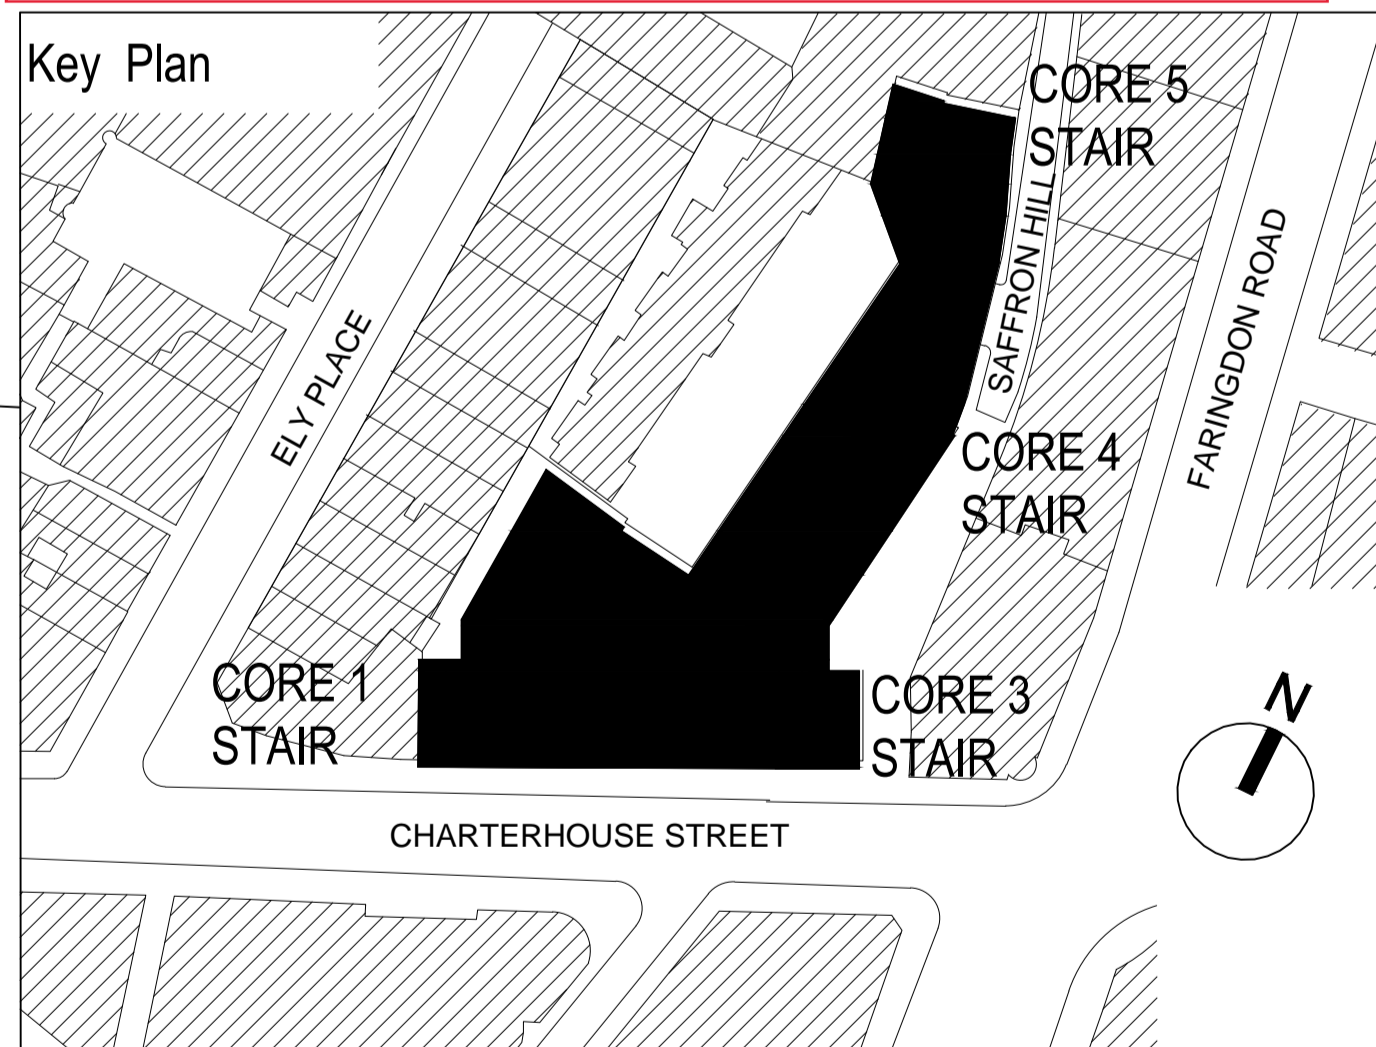 Key Plan
CORE 5
STAIR
SAFFRON HILL
FARINGDON ROAD
ELY PLACE
CORE 4
STAIR
CORE 1
STAIR
CORE 3
STAIR
N
CHARTERHOUSE STREET